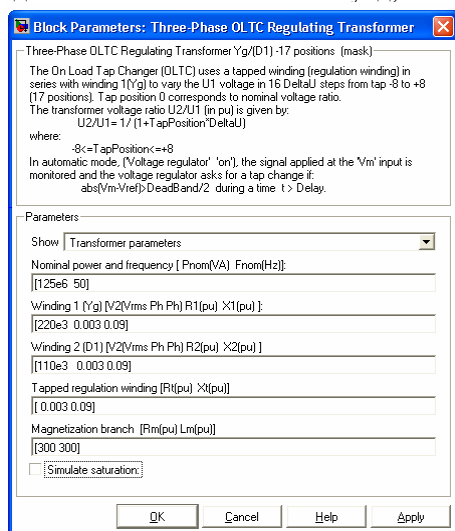 Block Parameters: Three-Phase OLTC Regulating Transformer
Three-Phase OLTC Regulating Transformer Yg/(D1) -17 positions (mask)
The On Load Tap Changer (OLTC) uses a tapped winding (regulation winding) in
series with winding 1(Yg) to vary the U1 voltage in 16 DeltaU steps from tap -8 to +8
(17 positions). Tap position 0 corresponds to nominal voltage ratio.
The transformer voltage ratio U2/U1 (in pu) is given by:
U2/U1= 1/ (1+TapPosition*DeltaU)
where:
-8<=TapPosition<=+8
In automatic mode, ('Voltage regulator' 'on'), the signal applied at the 'Vm' input is
monitored and the voltage regulator asks for a tap change if:
abs(Vm-Vref)>DeadBand/2 during a time t > Delay.
Parameters
Show Transformer parameters
Nominal power and frequency [ Pnom(VA) Fnom(Hz)]:
[125e6 50]
Winding 1 (Yg) [V2(Vrms Ph Ph) R1(pu) X1(pu) ]:
[220e3 0.003 0.09]
Winding 2 (D1) [V2(Vrms Ph Ph) R2(pu) X2(pu) ]
[110e3 0.003 0.09]
Tapped regulation winding [Rt(pu) Xt(pu)]
[ 0.003 0.09]
Magnetization branch [Rm(pu) Lm(pu)]
[300 300]
Simulate saturation:
OK Cancel Help Apply